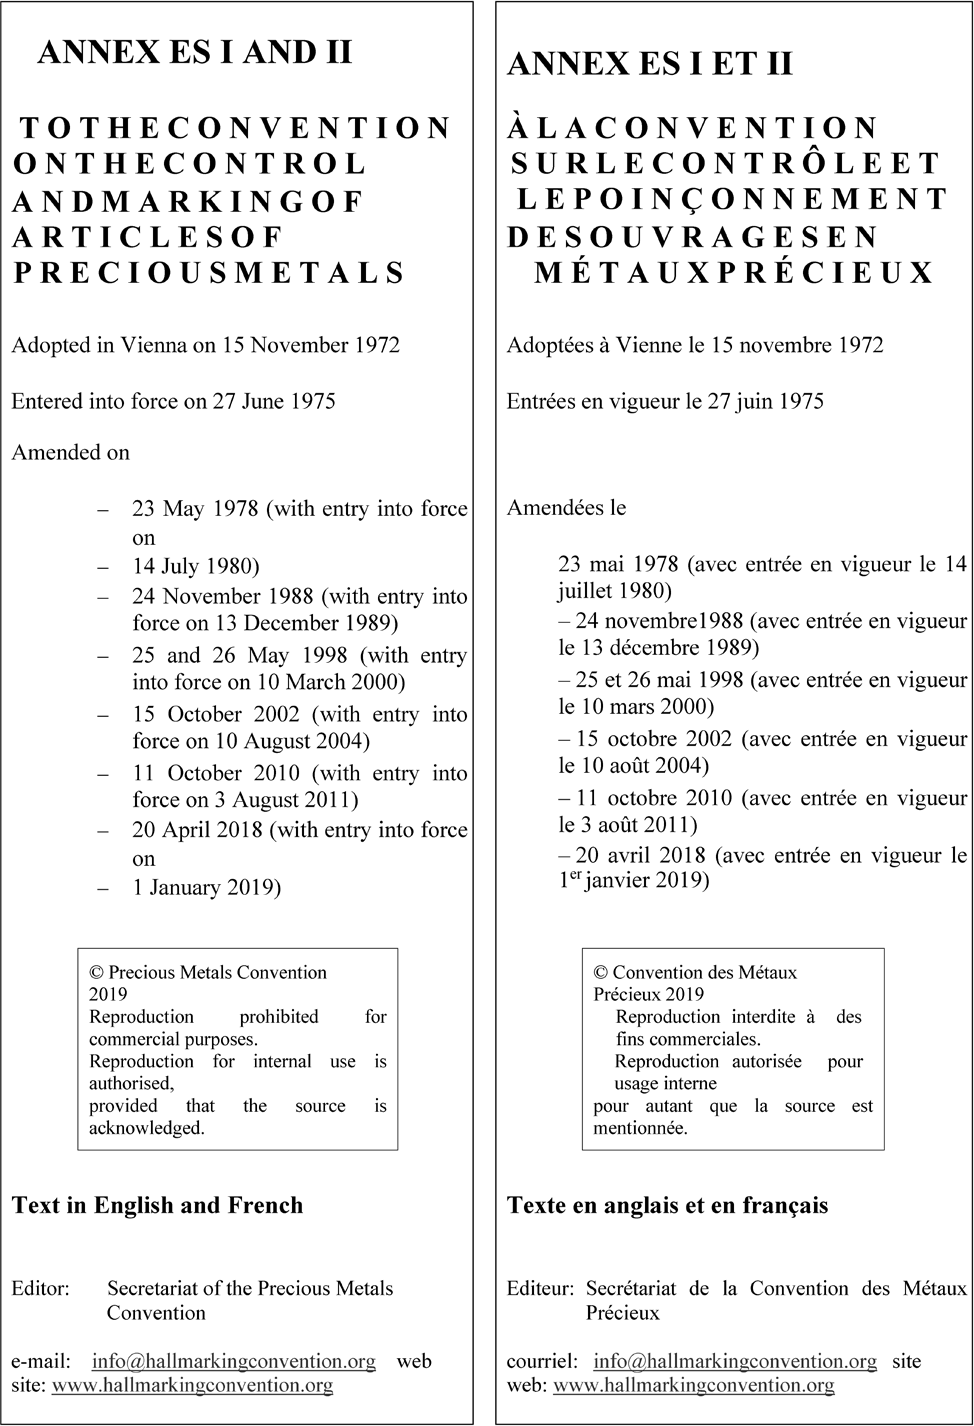 ANNEX ES I AND II
T O T H E C O N V E N T I O N
O N T H E C O N T R O L
A N D M A R K I N G O F
A R T I C L E S O F
P R E C I O U S M E T A L S
Adopted in Vienna on 15 November 1972
Entered into force on 27 June 1975
Amended on
– 23 May 1978 (with entry into force
on
– 14 July 1980)
– 24 November 1988 (with entry into
force on 13 December 1989)
– 25 and 26 May 1998 (with entry
into force on 10 March 2000)
– 15 October 2002 (with entry into
force on 10 August 2004)
– 11 October 2010 (with entry into
force on 3 August 2011)
– 20 April 2018 (with entry into force
on
– 1 January 2019)
© Precious Metals Convention
2019
Reproduction prohibited for
commercial purposes.
Reproduction for internal use is
authorised,
provided that the source is
acknowledged.
Text in English and French
Editor: Secretariat of the Precious Metals
Convention
e-mail: info@hallmarkingconvention.org web
site: www.hallmarkingconvention.org
ANNEX ES I ET II
À L A C O N V E N T I O N
S U R L E C O N T R Ô L E E T
L E P O I N Ç O N N E M E N T
D E S O U V R A G E S E N
M É T A U X P R É C I E U X
Adoptées à Vienne le 15 novembre 1972
Entrées en vigueur le 27 juin 1975
Amendées le
23 mai 1978 (avec entrée en vigueur le 14
juillet 1980)
– 24 novembre1988 (avec entrée en vigueur
le 13 décembre 1989)
– 25 et 26 mai 1998 (avec entrée en vigueur
le 10 mars 2000)
– 15 octobre 2002 (avec entrée en vigueur
le 10 août 2004)
– 11 octobre 2010 (avec entrée en vigueur
le 3 août 2011)
– 20 avril 2018 (avec entrée en vigueur le
1er janvier 2019)
© Convention des Métaux
Précieux 2019
Reproduction interdite à des
fins commerciales.
Reproduction autorisée pour
usage interne
pour autant que la source est
mentionnée.
Texte en anglais et en français
Editeur: Secrétariat de la Convention des Métaux
Précieux
courriel: info@hallmarkingconvention.org site
web: www.hallmarkingconvention.org